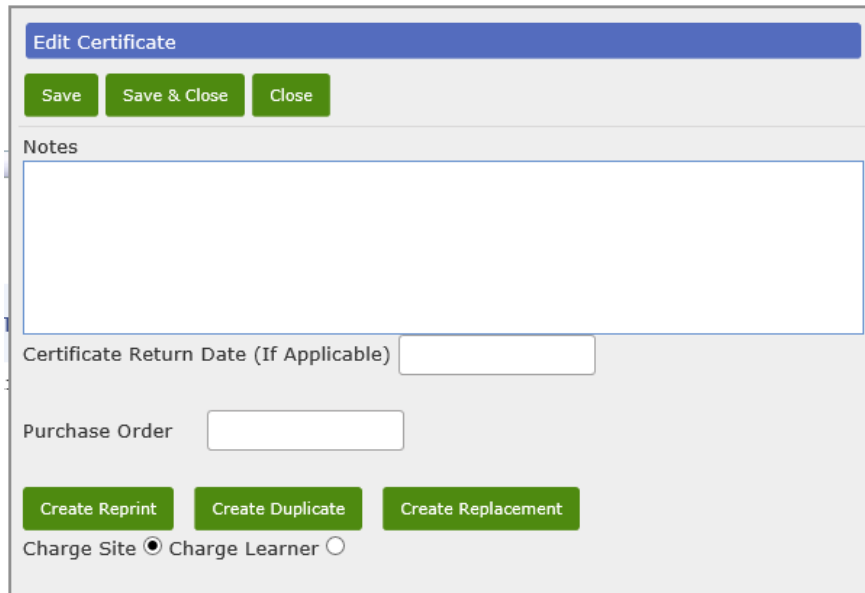 Edit Certificate
Save Save & Close Close
Notes
Certificate Return Date (If Applicable)
Purchase Order
Create Reprint Create Duplicate Create Replacement
Charge Site Charge Learner